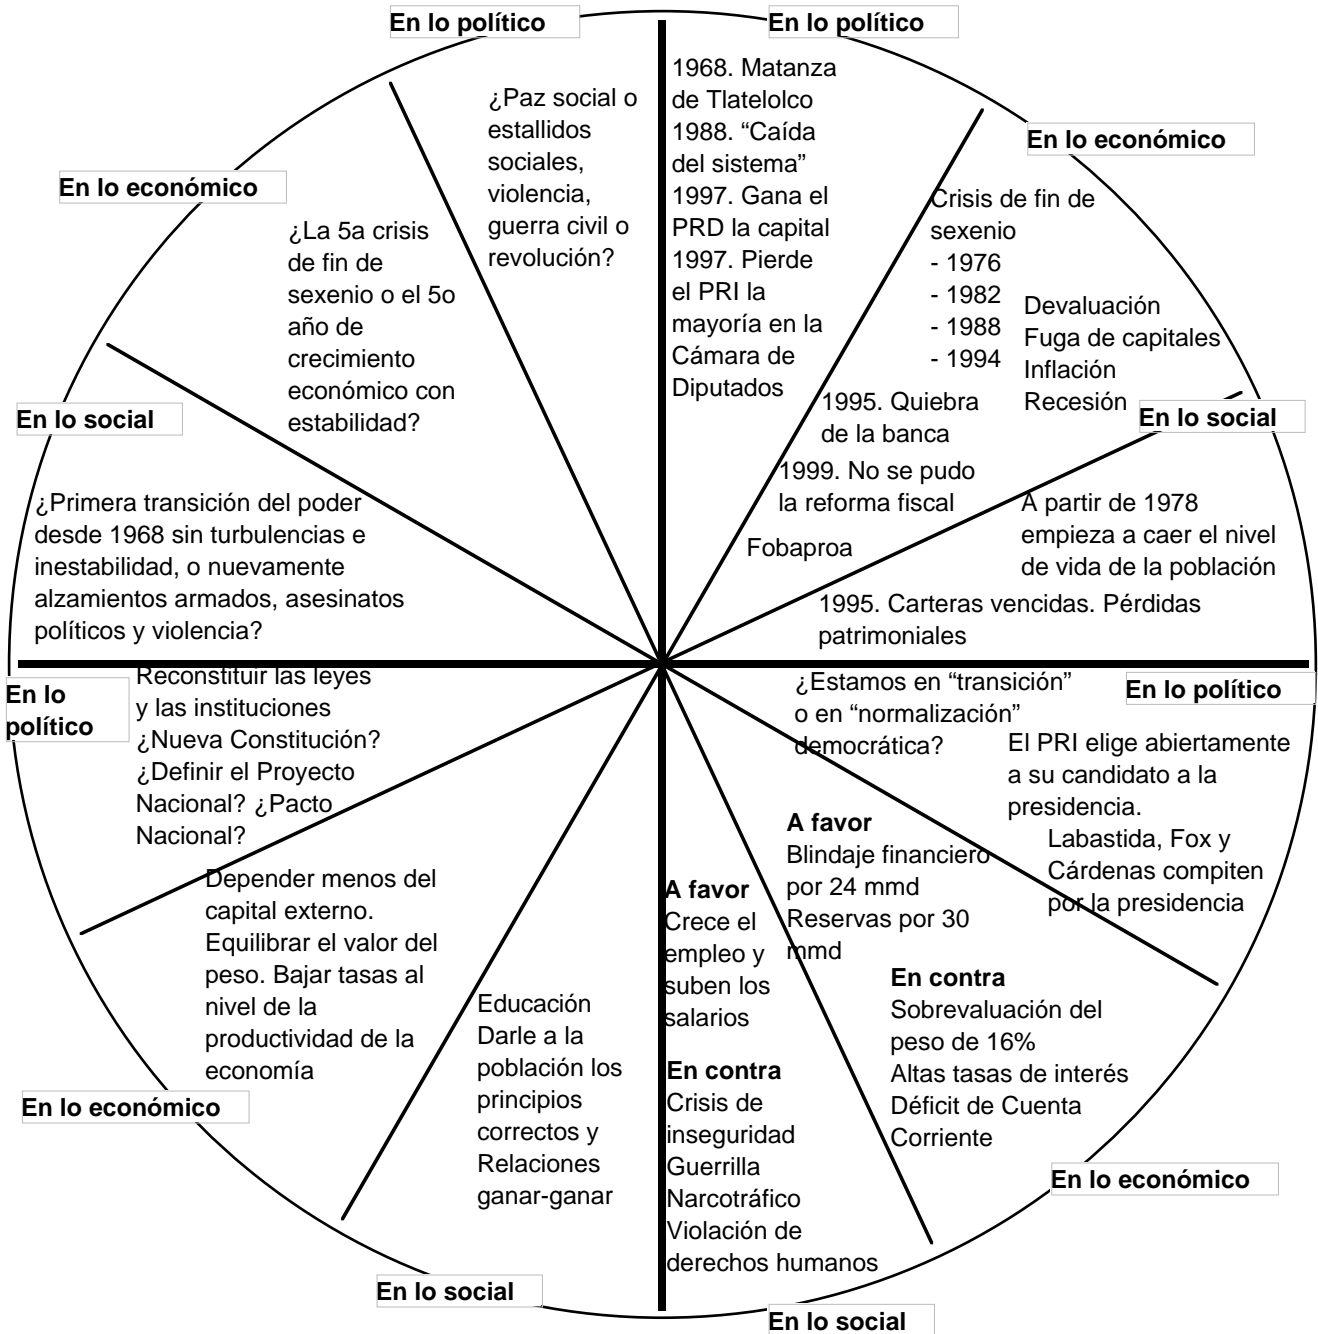 En lo político
1968. Matanza
de Tlatelolco
1988. “Caída
del sistema”
1997. Gana el
PRD la capital
1997. Pierde
el PRI la
mayoría en la
Cámara de
Diputados
En lo económico
Crisis de fin de
sexenio
- 1976
- 1982
- 1988
- 1994
Devaluación
Fuga de capitales
Inflación
Recesión
1995. Quiebra
de la banca
1999. No se pudo
la reforma fiscal
Fobaproa
En lo social
A partir de 1978
empieza a caer el nivel
de vida de la población
1995. Carteras vencidas. Pérdidas
patrimoniales
En lo político
¿Estamos en “transición”
o en “normalización”
democrática?
El PRI elige abiertamente
a su candidato a la
presidencia.
Labastida, Fox y
Cárdenas compiten
por la presidencia
En lo económico
A favor
Blindaje financiero
por 24 mmd
Reservas por 30
mmd
En contra
Sobrevaluación del
peso de 16%
Altas tasas de interés
Déficit de Cuenta
Corriente
En lo social
A favor
Crece el
empleo y
suben los
salarios
En contra
Crisis de
inseguridad
Guerrilla
Narcotráfico
Violación de
derechos humanos
En lo
político
Reconstituir las leyes
y las instituciones
¿Nueva Constitución?
¿Definir el Proyecto
Nacional? ¿Pacto
Nacional?
En lo económico
Depender menos del
capital externo.
Equilibrar el valor del
peso. Bajar tasas al
nivel de la
productividad de la
economía
En lo social
Educación
Darle a la
población los
principios
correctos y
Relaciones
ganar-ganar
En lo político
¿Paz social o
estallidos
sociales,
violencia,
guerra civil o
revolución?
En lo económico
¿La 5a crisis
de fin de
sexenio o el 5o
año de
crecimiento
económico con
estabilidad?
En lo social
¿Primera transición del poder
desde 1968 sin turbulencias e
inestabilidad, o nuevamente
alzamientos armados, asesinatos
políticos y violencia?